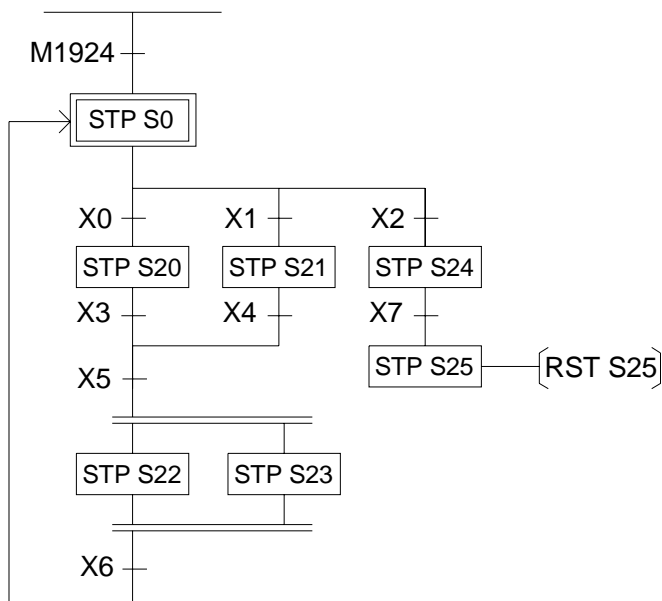 M1924
STP S0
X0 X1 X2
STP S20 STP S21 STP S24
X3 X4 X7
STP S25 RST S25
X5
STP S22 STP S23
X6